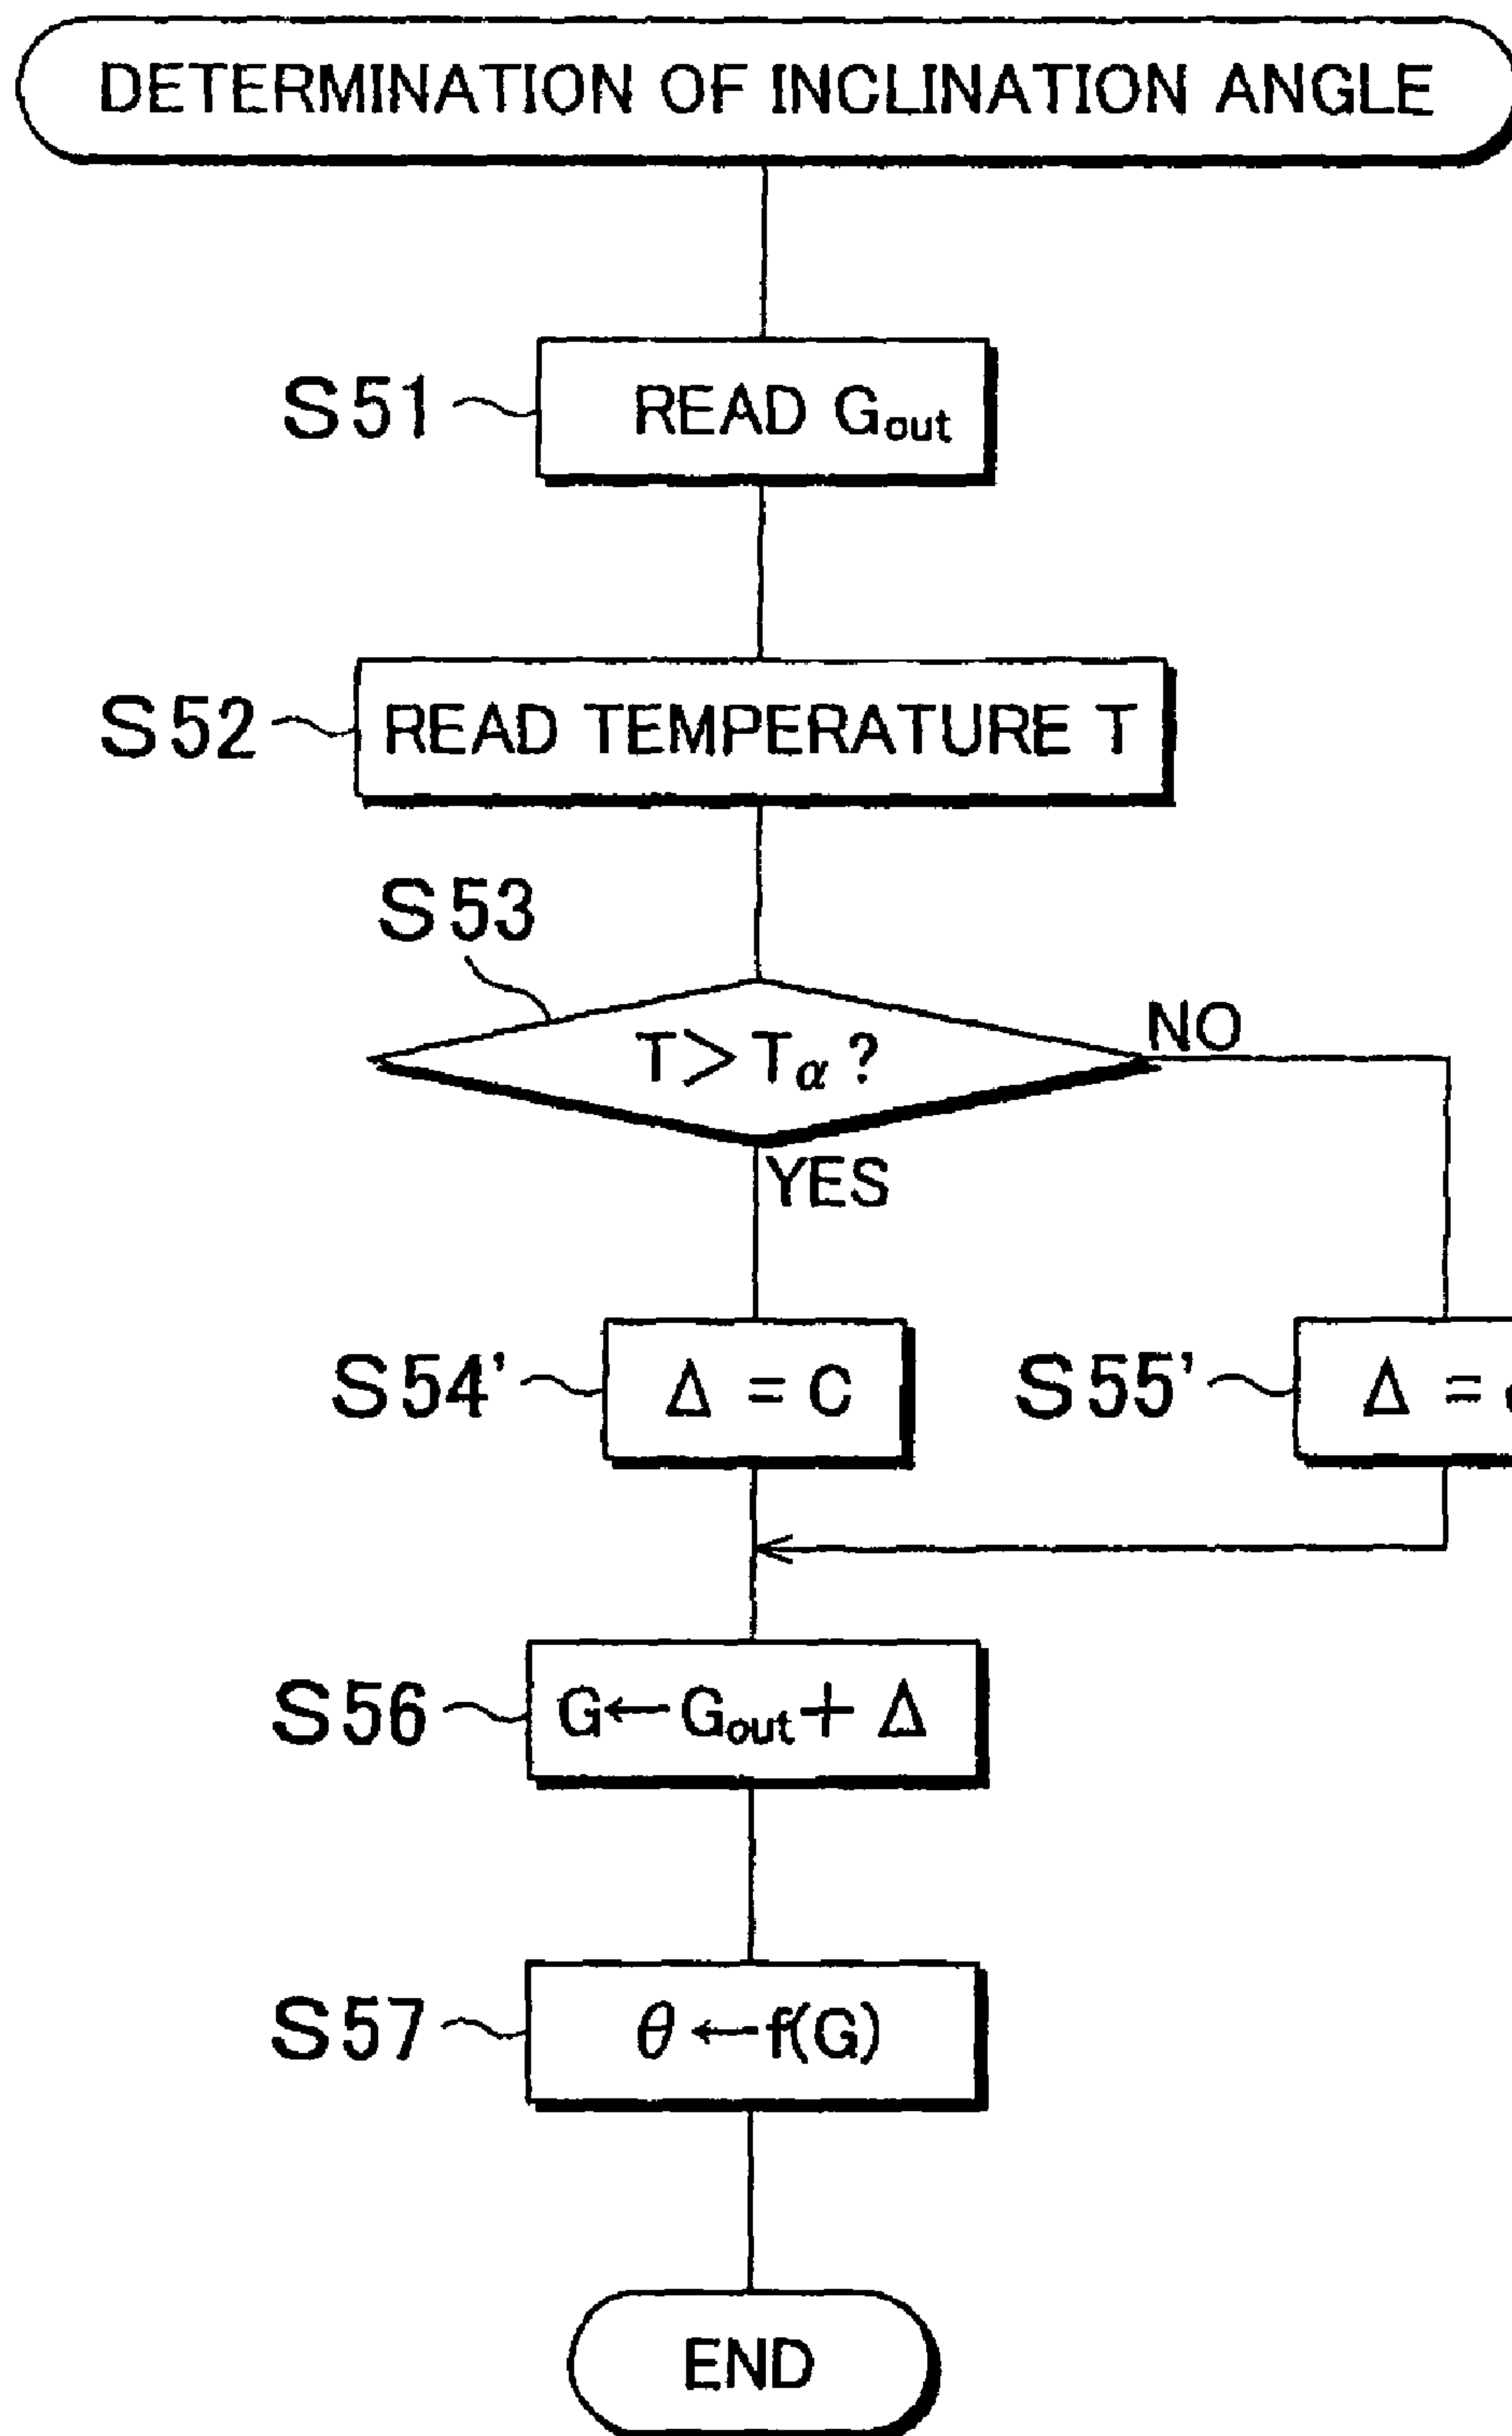 DETERMINATION OF INCLINATION ANGLE
S51
READ Gout
S52
READ TEMPERATURE T
S53
T>Tα?
NO
YES
S54'
Δ = C
S55'
Δ =
S56
G←Gout+Δ
S57
θ←f(G)
END